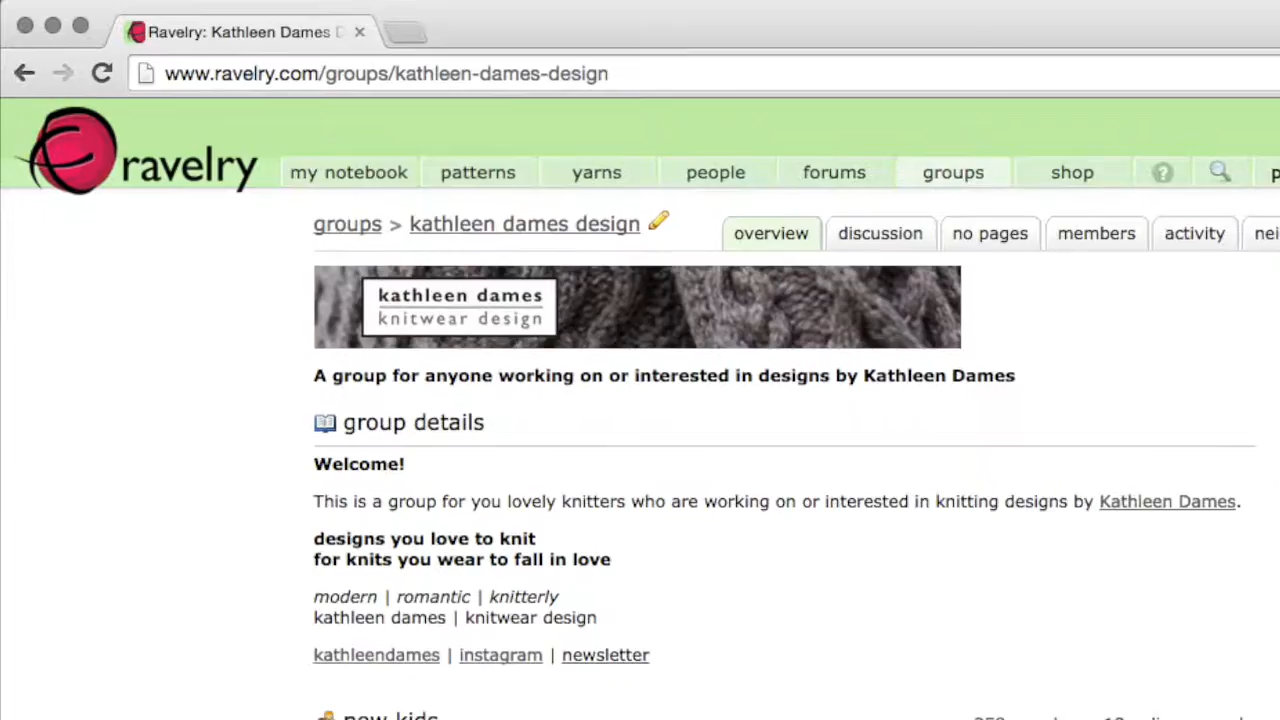 Ravelry: Kathleen Dames
www.ravelry.com/groups/kathleen-dames-design
ravelry
my notebook patterns yarns people forums groups shop
groups > kathleen dames design
overview discussion no pages members activity
kathleen dames
knitwear design
A group for anyone working on or interested in designs by Kathleen Dames
group details
Welcome!
This is a group for you lovely knitters who are working on or interested in knitting designs by Kathleen Dames.
designs you love to knit
for knits you wear to fall in love
modern | romantic | knitterly
kathleen dames | knitwear design
kathleendames | instagram | newsletter
new kids